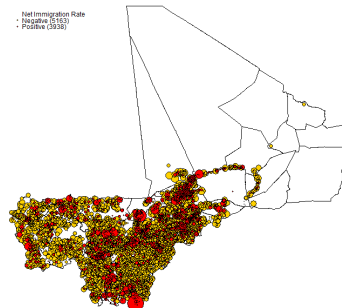 Net Immigration Rate
• Negative (5163)
• Positive (3938)